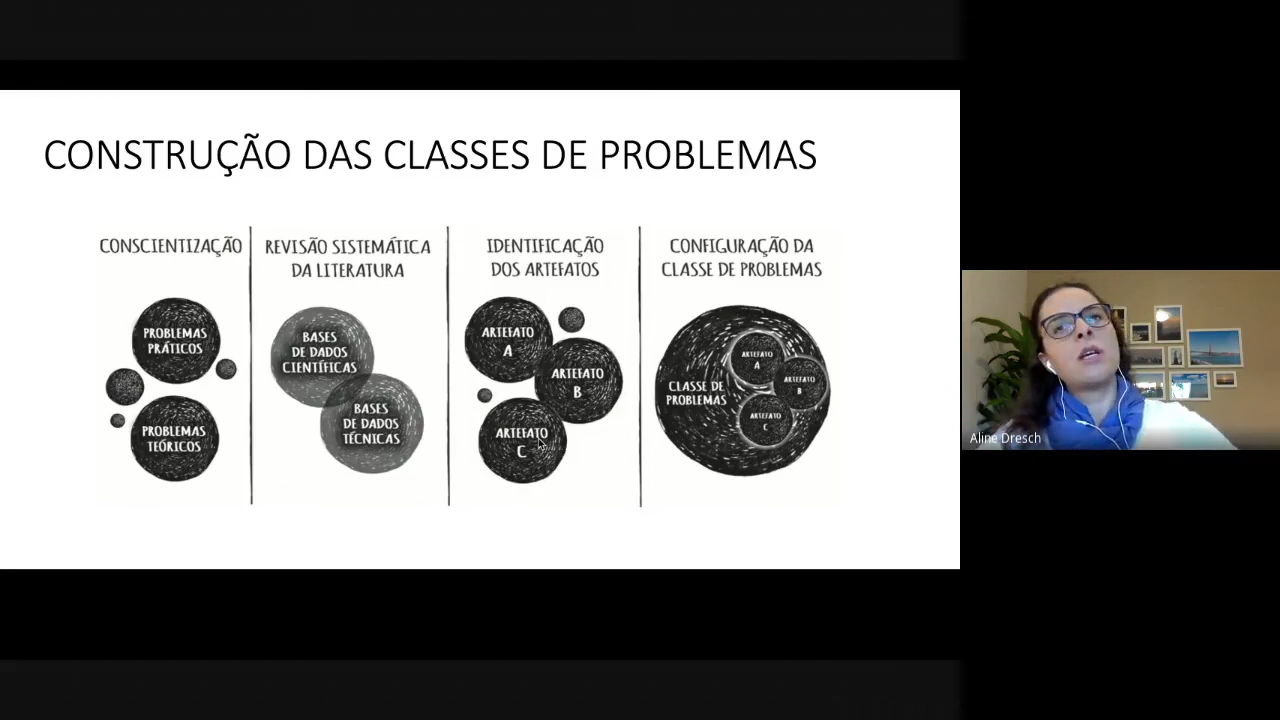 CONSTRUÇÃO DAS CLASSES DE PROBLEMAS
CONSCIENTIZAÇÃO
PROBLEMAS
PRÁTICOS
PROBLEMAS
TEÓRICOS
REVISÃO SISTEMÁTICA
DA LITERATURA
BASES
DE DADOS
CIENTÍFICAS
BASES
DE DADOS
TÉCNICAS
IDENTIFICAÇÃO
DOS ARTEFATOS
ARTEFATO
A
ARTEFATO
B
ARTEFATO
C
CONFIGURAÇÃO DA
CLASSE DE PROBLEMAS
CLASSE DE
PROBLEMAS
ARTEFATO
A
ARTEFATO
B
ARTEFATO
C
Aline Dresch